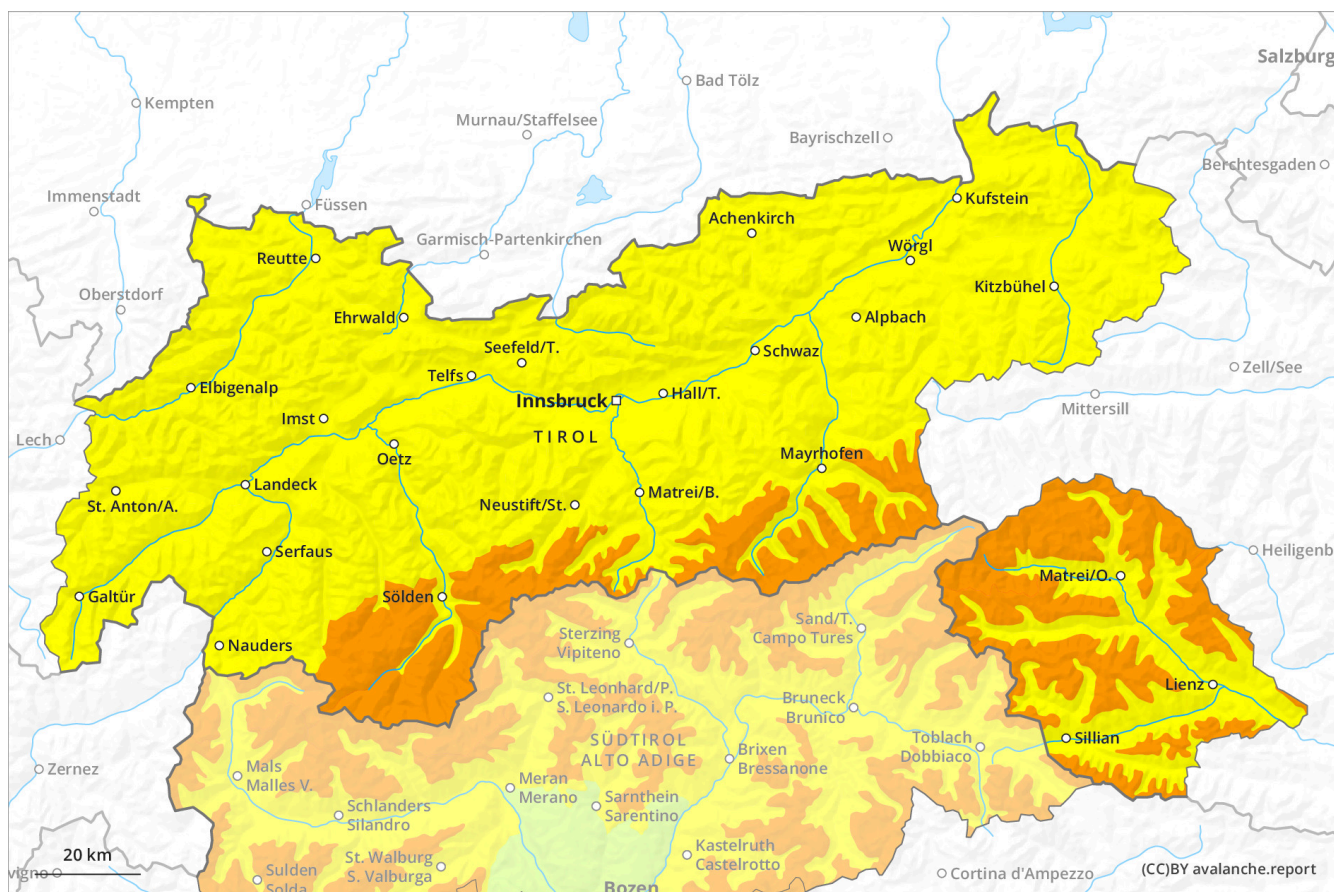 Salzburg
Bad Tölz
Kempten
Murnau/Staffelsee
Bayrischzell
Berchtesgaden
Immenstadt
Füssen
Kufstein
Achenkirch
Garmisch-Partenkirchen
Wörgl
Reutte
Kitzbühel
Oberstdorf
Ehrwald
Alpbach
Seefeld/T.
Schwaz
Zell/See
Telfs
Elbigenalp
Hall/T.
Innsbruck
Mittersill
Imst
TIROL
Lech
Oetz
Mayrhofen
Landeck
Matrei/B.
St. Anton/A.
Neustift/St.
Serfaus
Heiligenb
Matrei/O.
Galtür
Sölden
Sand/T.
Campo Tures
Sterzing
Vipiteno
Nauders
Lienz
St. Leonhard/P.
S. Leonardo i. P.
Bruneck
Brunico
Sillian
SÜDTIROL
ALTO ADIGE
Toblach
Dobbiaco
Brixen
Bressanone
Zernez
Mals
Malles V.
Meran
Merano
Sarnthein
Sarentino
Schlanders
Silandro
Kastelruth
Castelrotto
20 km
St. Walburg
S. Valburga
vigno
Sulden
Solda
Cortina d'Ampezzo
(CC)BY avalanche.report
Bozen